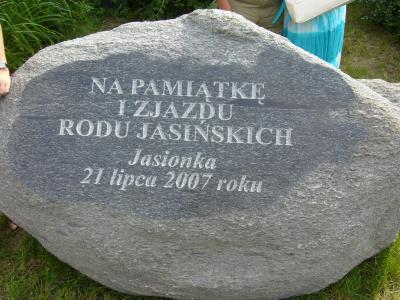 NA PAMIĄTKĘ
I ZJAZDU
RODU JASIŃSKICH
Jasionka
21 lipca 2007 roku